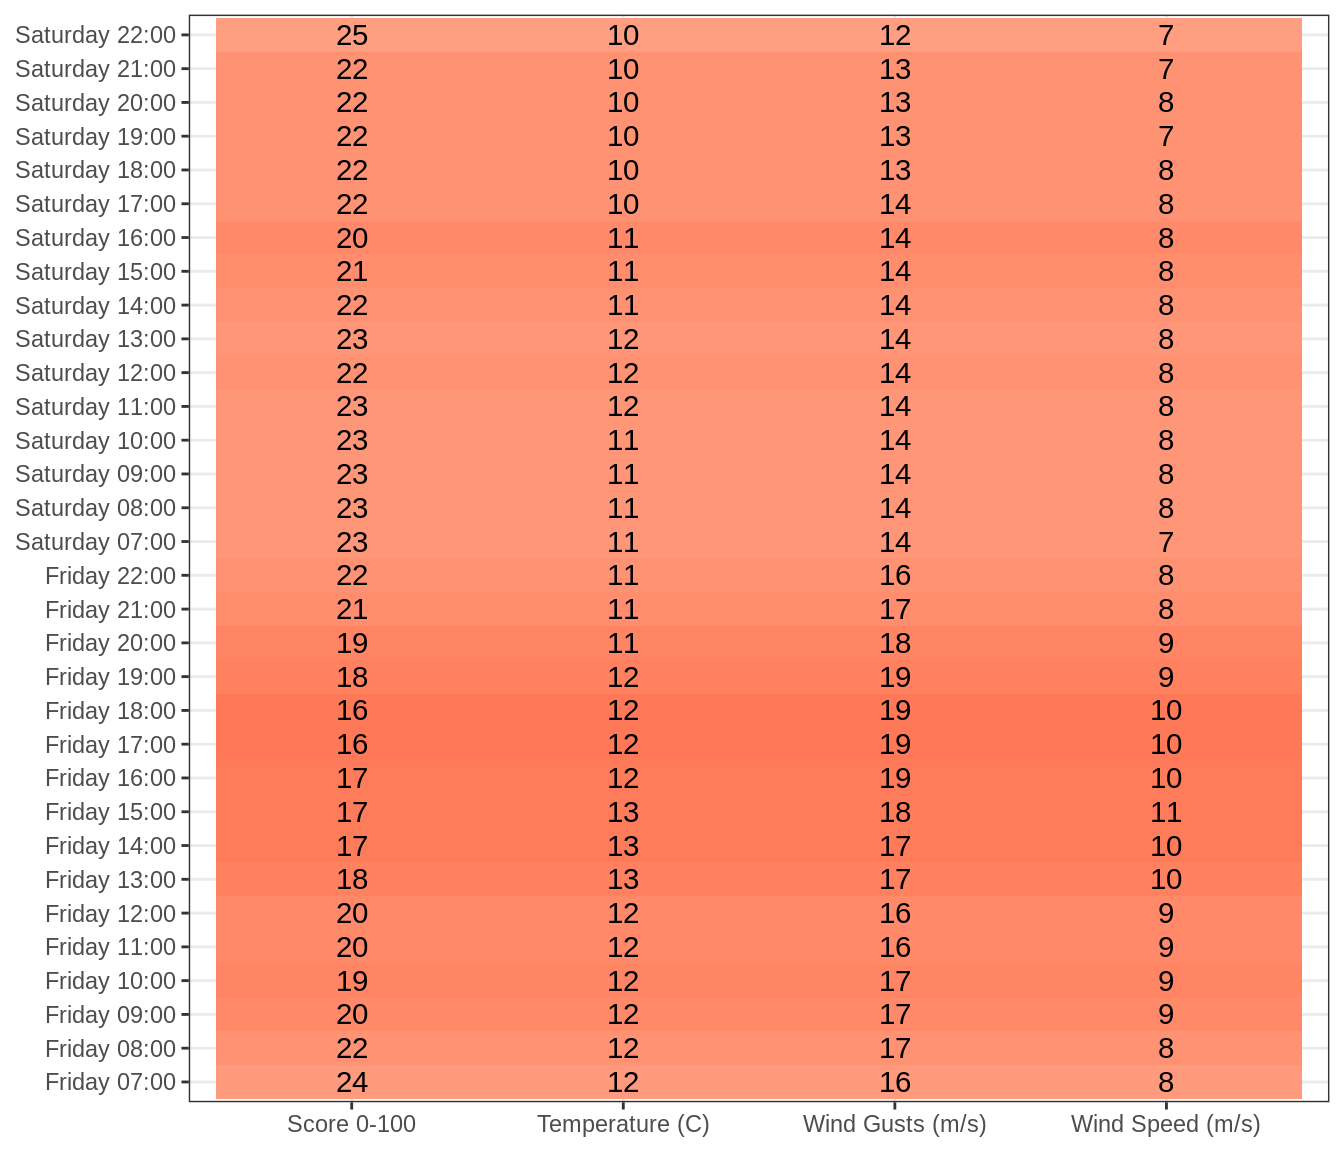 Saturday 22:00 25 10 12 7
Saturday 21:00 22 10 13 7
Saturday 20:00 22 10 13 8
Saturday 19:00 22 10 13 7
Saturday 18:00 22 10 13 8
Saturday 17:00 22 10 14 8
Saturday 16:00 20 11 14 8
Saturday 15:00 21 11 14 8
Saturday 14:00 22 11 14 8
Saturday 13:00 23 12 14 8
Saturday 12:00 22 12 14 8
Saturday 11:00 23 12 14 8
Saturday 10:00 23 11 14 8
Saturday 09:00 23 11 14 8
Saturday 08:00 23 11 14 8
Saturday 07:00 23 11 14 7
Friday 22:00 22 11 16 8
Friday 21:00 21 11 17 8
Friday 20:00 19 11 18 9
Friday 19:00 18 12 19 9
Friday 18:00 16 12 19 10
Friday 17:00 16 12 19 10
Friday 16:00 17 12 19 10
Friday 15:00 17 13 18 11
Friday 14:00 17 13 17 10
Friday 13:00 18 13 17 10
Friday 12:00 20 12 16 9
Friday 11:00 20 12 16 9
Friday 10:00 19 12 17 9
Friday 09:00 20 12 17 9
Friday 08:00 22 12 17 8
Friday 07:00 24 12 16 8
Score 0-100 Temperature (C) Wind Gusts (m/s) Wind Speed (m/s)